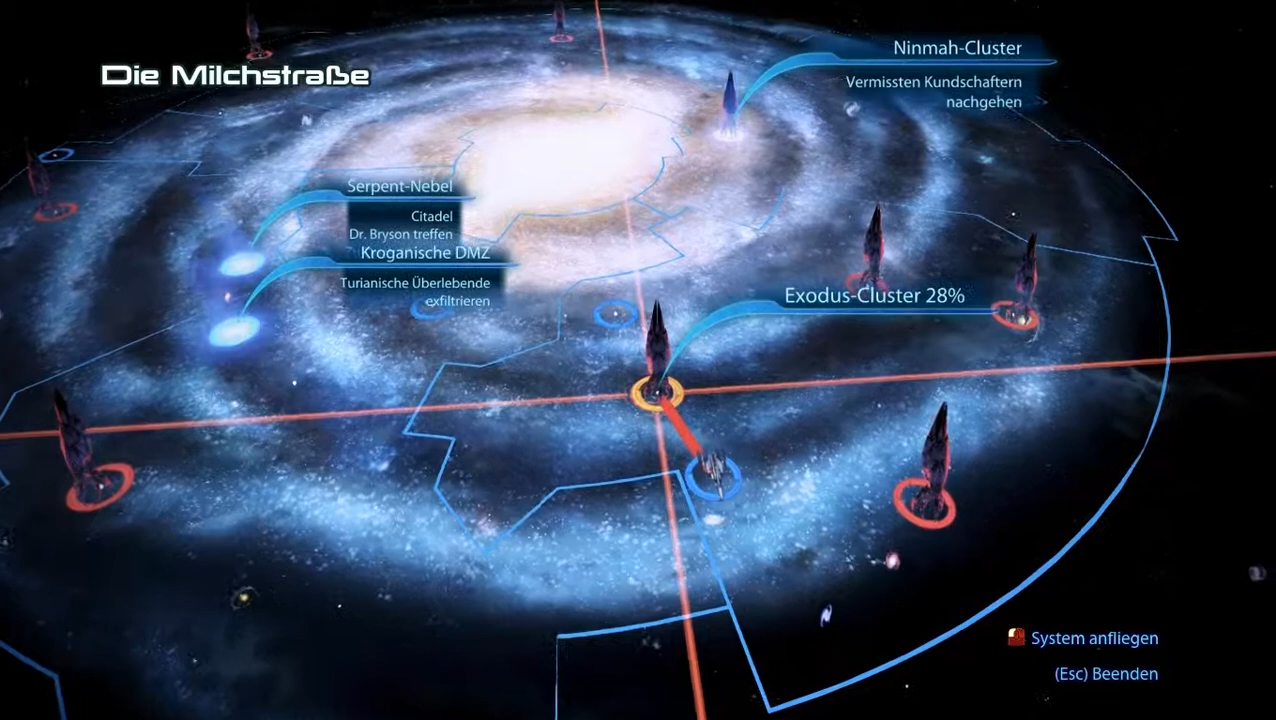 Die Milchstraße
Ninmah-Cluster
Vermissten Kundschaftern
nachgehen
Serpent-Nebel
Citadel
Dr. Bryson treffen
Kroganische DMZ
Turianische Überlebende
exfiltrieren
Exodus-Cluster 28%
System anfliegen
(Esc) Beenden